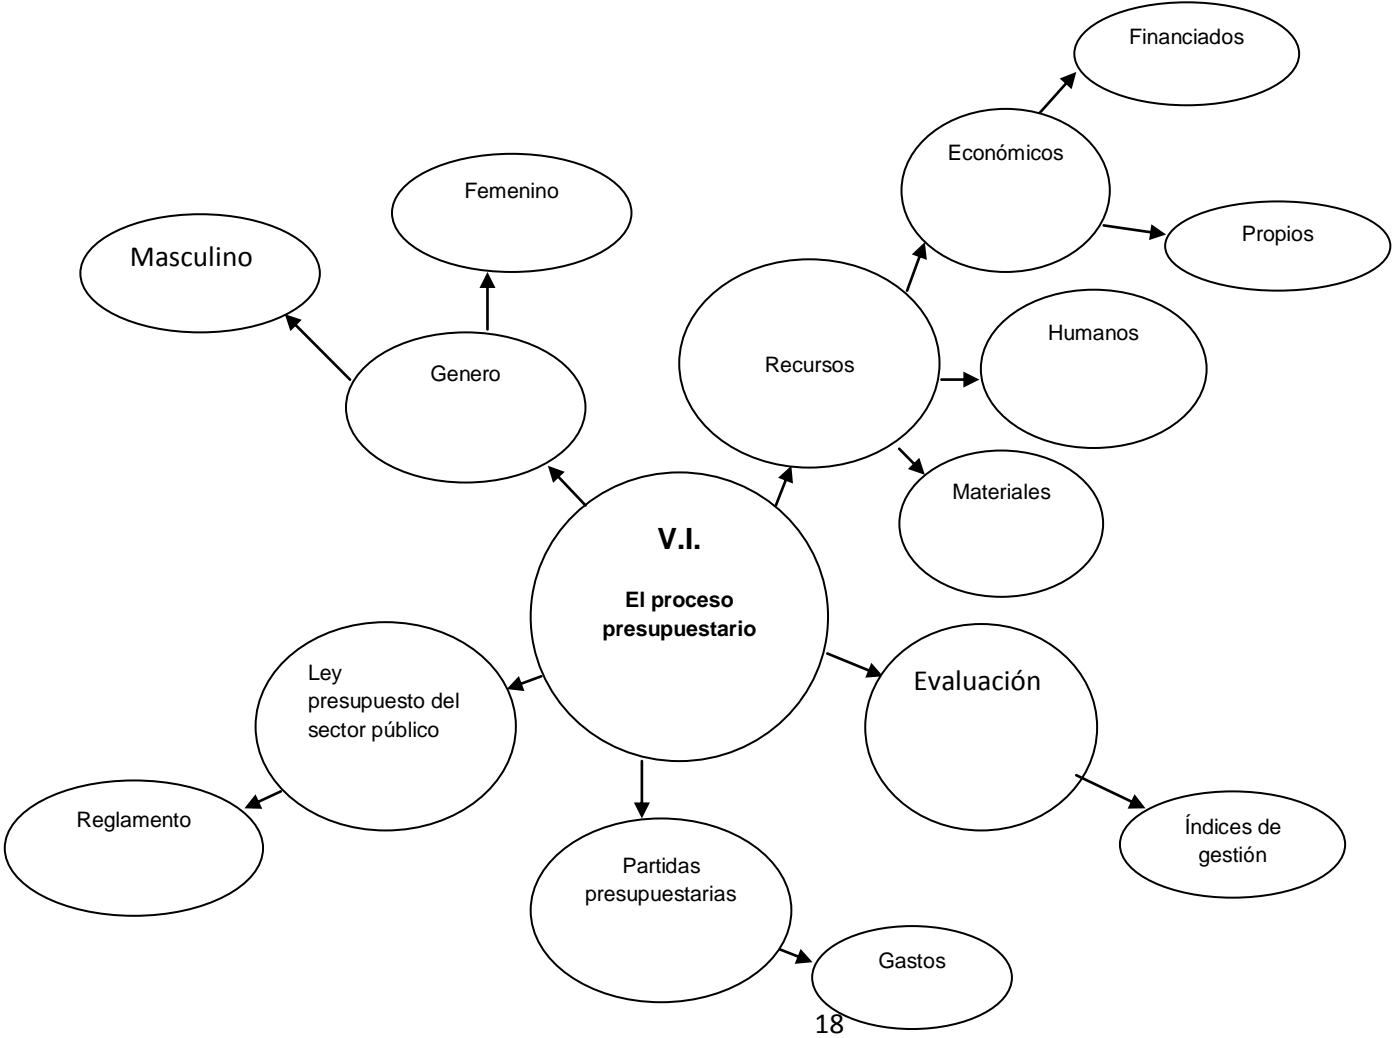 Financiados
Económicos
Femenino
Propios
Masculino
Humanos
Recursos
Genero
Materiales
V.I.
El proceso
presupuestario
Ley
presupuesto del
sector público
Evaluación
Reglamento
Índices de
gestión
Partidas
presupuestarias
Gastos
18